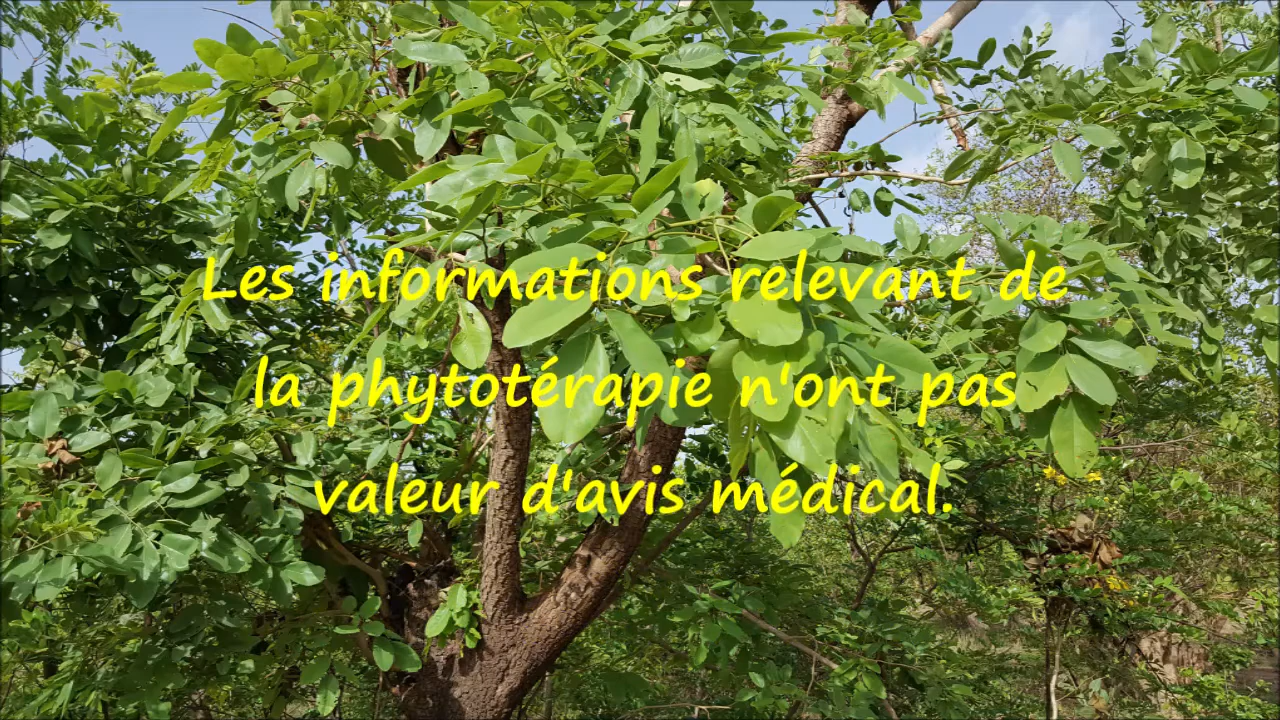 Les informations relevant de
la phytotérapie n'ont pas
valeur d'avis médical.